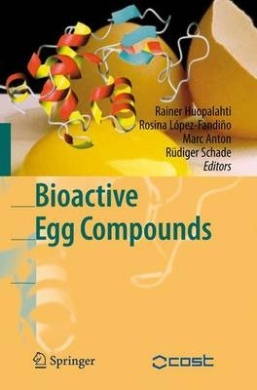 Rainer Huopalahti
Rosina López-Fandiño
Marc Anton
Rüdiger Schade
Editors
Bioactive
Egg Compounds
Springer
cost